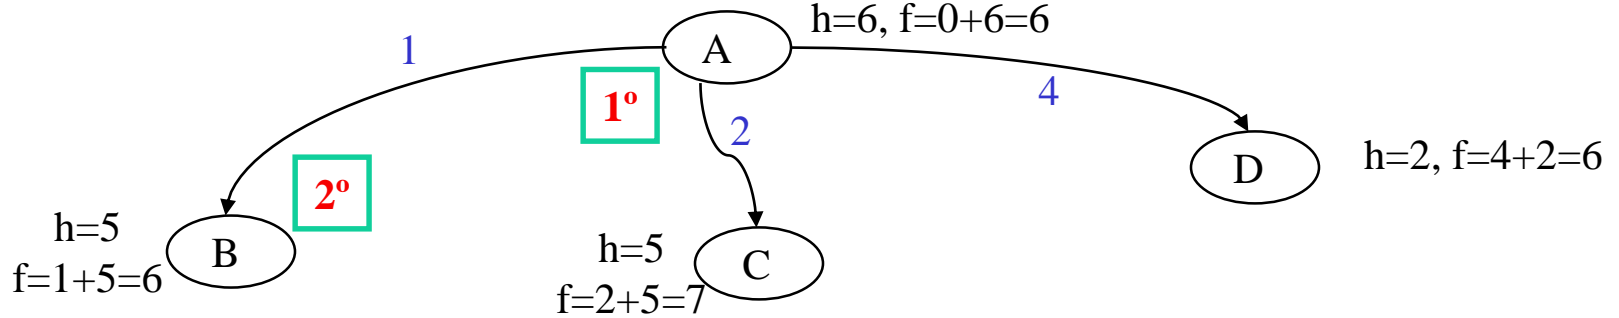 A
h=6, f=0+6=6
1
1º
4
2
D
h=2, f=4+2=6
2º
h=5
f=1+5=6
B
h=5
f=2+5=7
C